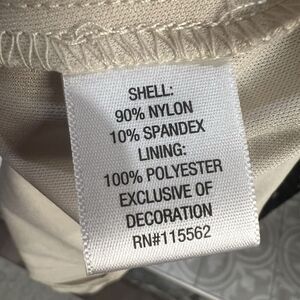 SHELL:
90% NYLON
10% SPANDEX
LINING:
100% POLYESTER
EXCLUSIVE OF
DECORATION
RN#115562